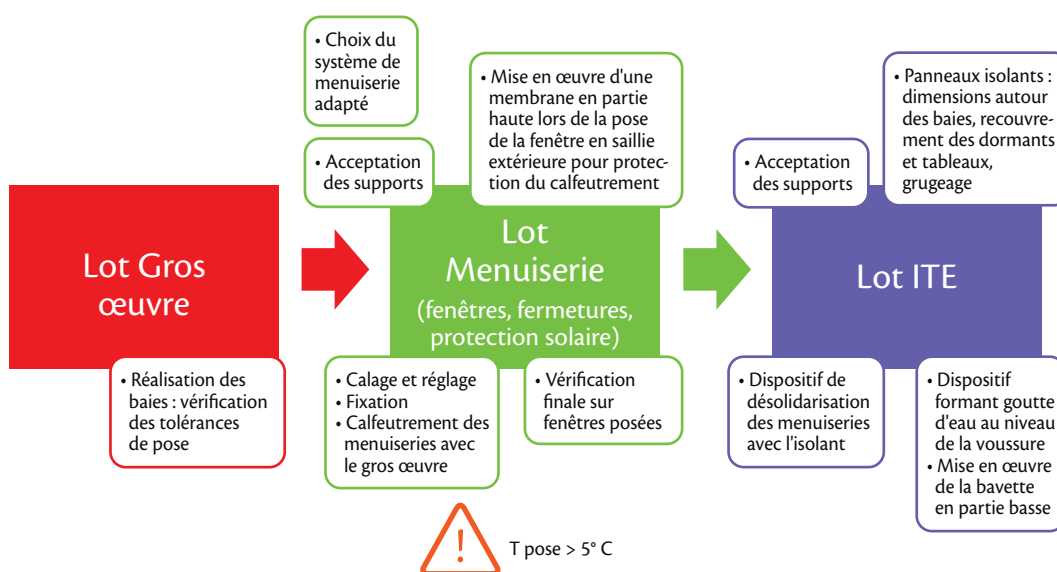 • Choix du
système de
menuiserie
adapté
• Acceptation
des supports
• Mise en œuvre d'une
membrane en partie
haute lors de la pose
de la fenêtre en saillie
extérieure pour protec-
tion du calfeutrement
• Acceptation
des supports
• Panneaux isolants :
dimensions autour
des baies, recouvre-
ment des dormants
et tableaux,
grugeage
Lot Gros
œuvre
Lot
Menuiserie
(fenêtres, fermetures,
protection solaire)
Lot ITE
• Réalisation des
baies : vérification
des tolérances
de pose
• Calage et réglage
• Fixation
• Calfeutrement des
menuiseries avec
le gros œuvre
• Vérification
finale sur
fenêtres posées
• Dispositif de
désolidarisation
des menuiseries
avec l'isolant
• Dispositif
formant goutte
d'eau au niveau
de la voussure
• Mise en œuvre
de la bavette
en partie basse
!
T pose > 5° C